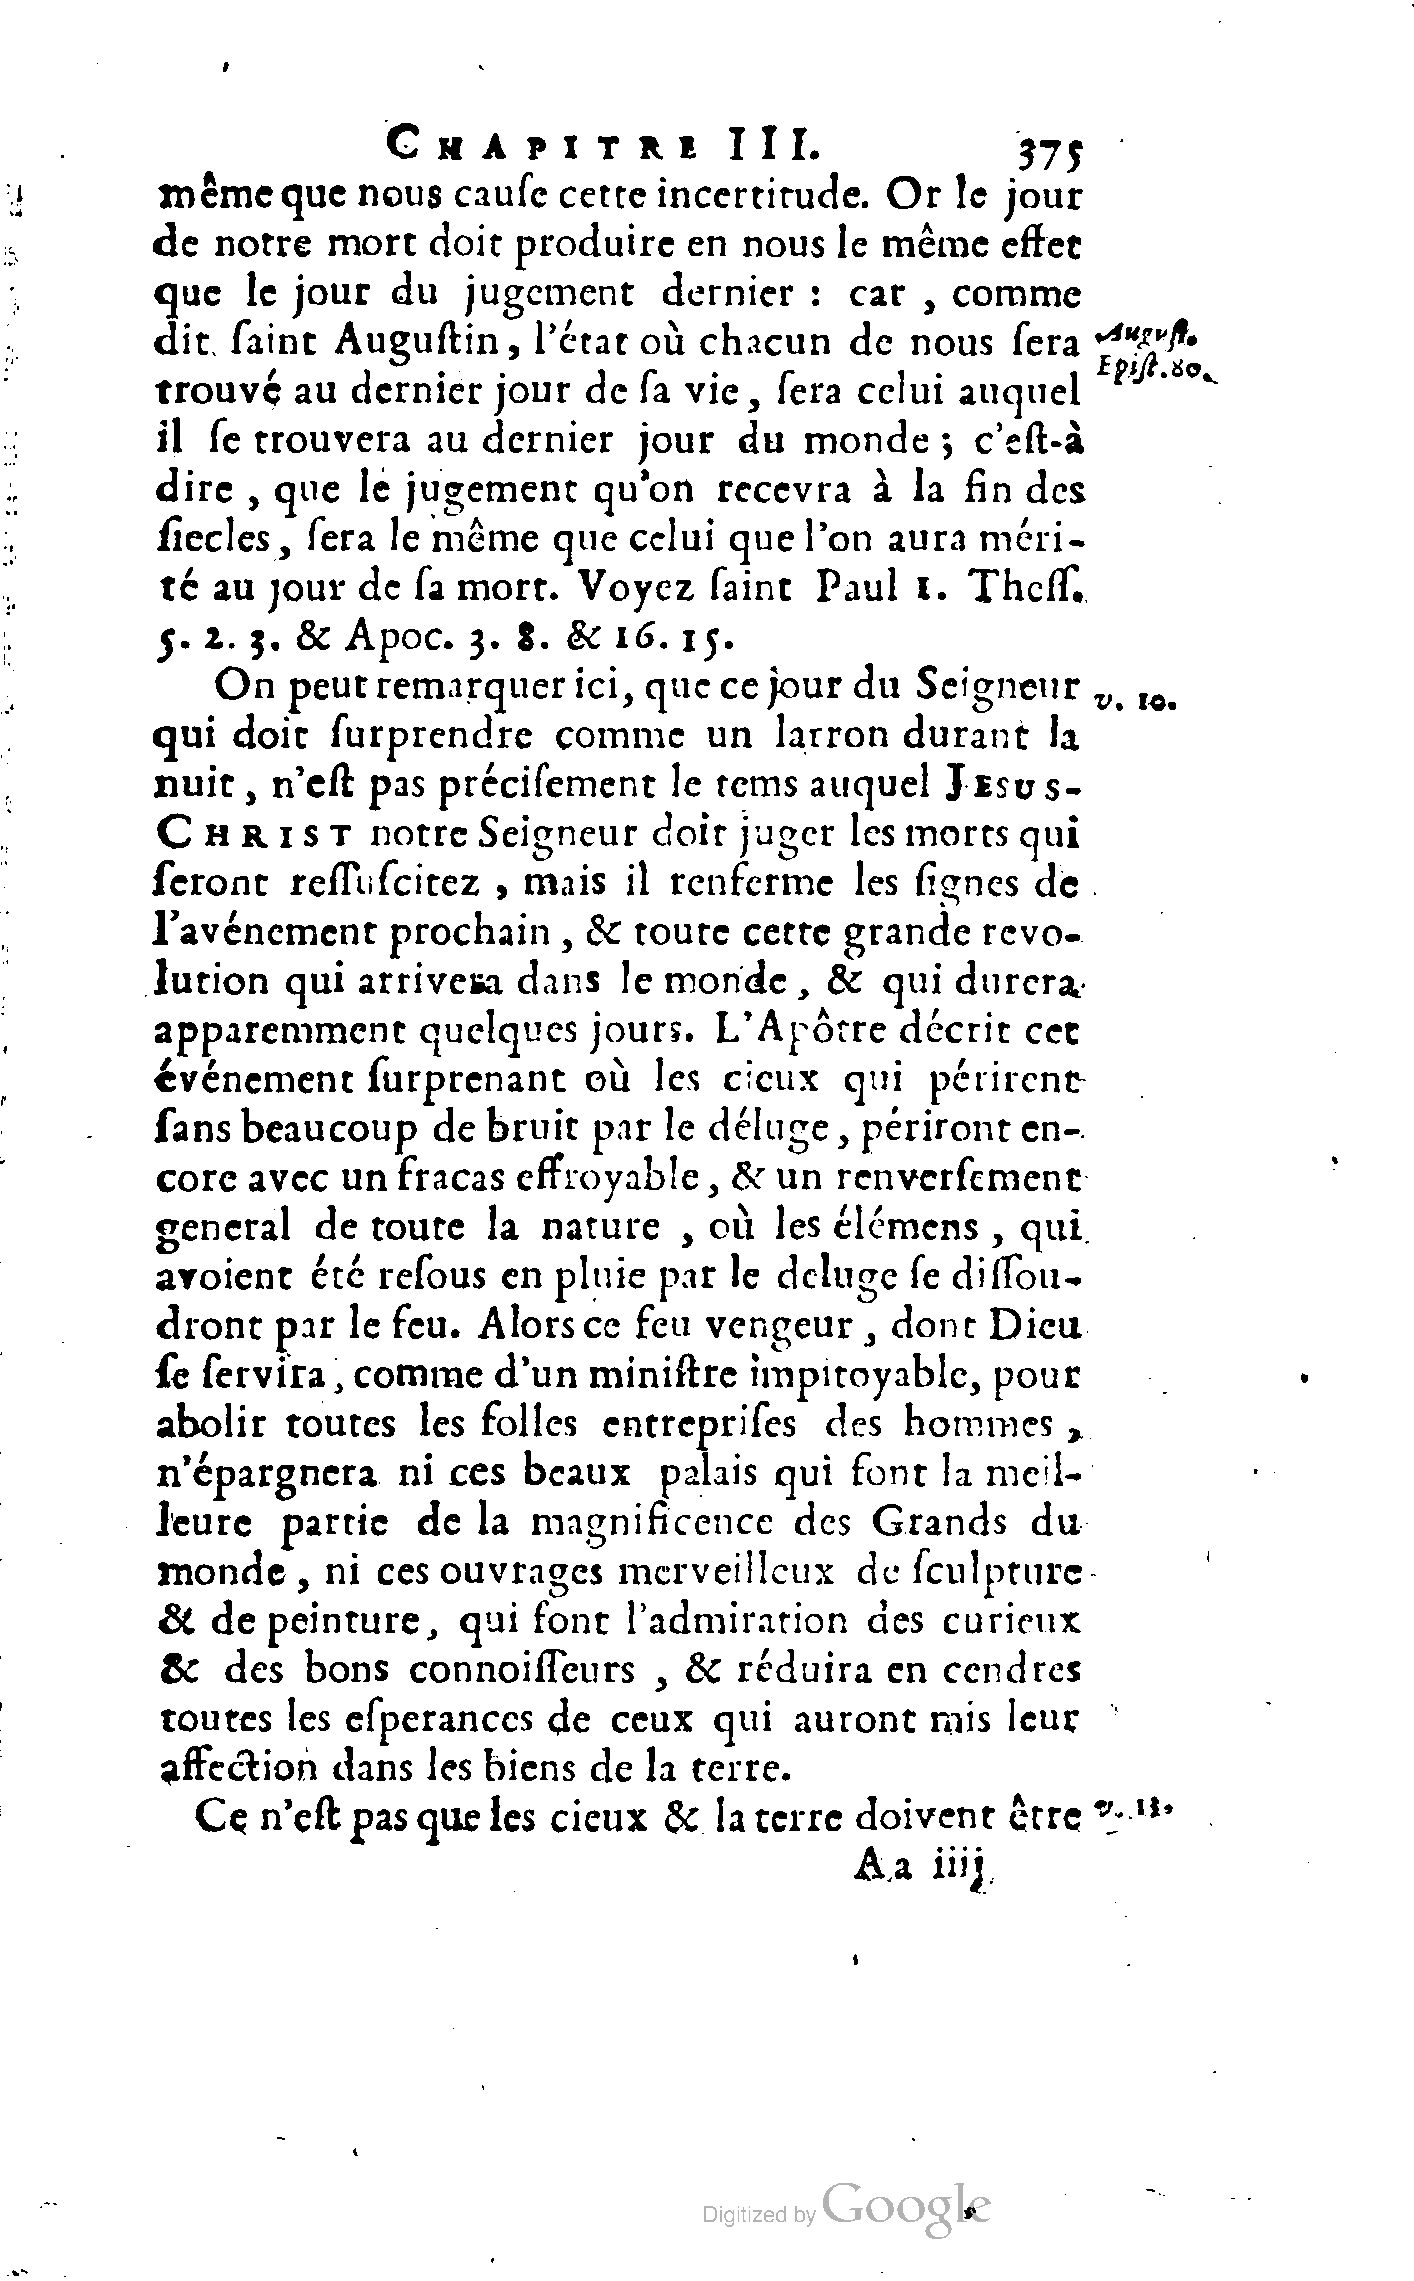 CHAPITRE III. 375
même que nous cauſe cette incertitude. Or le jour
de notre mort doit produire en nous le même effet
que le jour du jugement dernier : car , comme
dit ſaint Auguſtin, l'état où chacun de nous ſera
Auguſt.
Epiſt. 80.
trouvé au dernier jour de ſa vie, ſera celui auquel
il ſe trouvera au dernier jour du monde ; c'eſt-à
dire , que le jugement qu'on recevra à la fin des
ſiecles, ſera le même que celui que l'on aura méri-
té au jour de ſa mort. Voyez ſaint Paul 1. Theſſ.
5. 2. 3. & Apoc. 3. 8. & 16. 15.
On peut remarquer ici, que ce jour du Seigneur
v. 10.
qui doit ſurprendre comme un larron durant la
nuit , n'eſt pas préciſement le tems auquel JESUS-
CHRIST notre Seigneur doit juger les morts qui
ſeront reſſuſcitez , mais il renferme les ſignes de
l'avénement prochain , & toute cette grande revo-
lution qui arrivera dans le monde , & qui durera
apparemment quelques jours. L'Apôtre décrit cet
événement ſurprenant où les cieux qui périrent
ſans beaucoup de bruit par le déluge, périront en-
core avec un fracas effroyable, & un renverſement
general de toute la nature , où les élémens , qui
avoient été reſous en pluie par le deluge ſe diſſou-
dront par le feu. Alors ce feu vengeur , dont Dieu
ſe ſervira, comme d'un miniſtre impitoyable, pour
abolir toutes les folles entrepriſes des hommes ,
n'épargnera ni ces beaux palais qui font la meil-
leure partie de la magnificence des Grands du
monde , ni ces ouvrages merveilleux de ſculpture
& de peinture, qui font l'admiration des curieux
& des bons connoiſſeurs , & réduira en cendres
toutes les eſperances de ceux qui auront mis leur
affection dans les biens de la terre.
Ce n'eſt pas que les cieux & la terre doivent être
v. 11.
Aa iiij
Digitized by Google